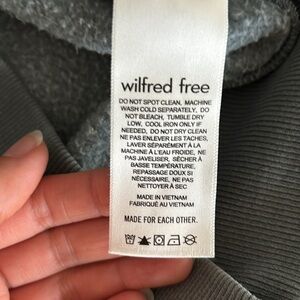 wilfred free
DO NOT SPOT CLEAN, MACHINE
WASH COLD SEPARATELY, DO
NOT BLEACH, TUMBLE DRY
LOW, COOL IRON ONLY IF
NEEDED, DO NOT DRY CLEAN
NE PAS ENLEVER LES TACHES,
LAVER SÉPARÉMENT À LA
MACHINE À L'EAU FROIDE, NE
PAS JAVELISER, SÉCHER À
BASSE TEMPÉRATURE,
REPASSAGE DOUX SI
NÉCESSAIRE, NE PAS
NETTOYER À SEC
MADE IN VIETNAM
FABRIQUÉ AU VIETNAM
MADE FOR EACH OTHER.